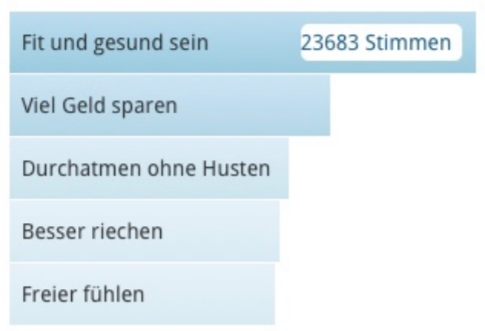 Fit und gesund sein 23683 Stimmen
Viel Geld sparen
Durchatmen ohne Husten
Besser riechen
Freier fühlen